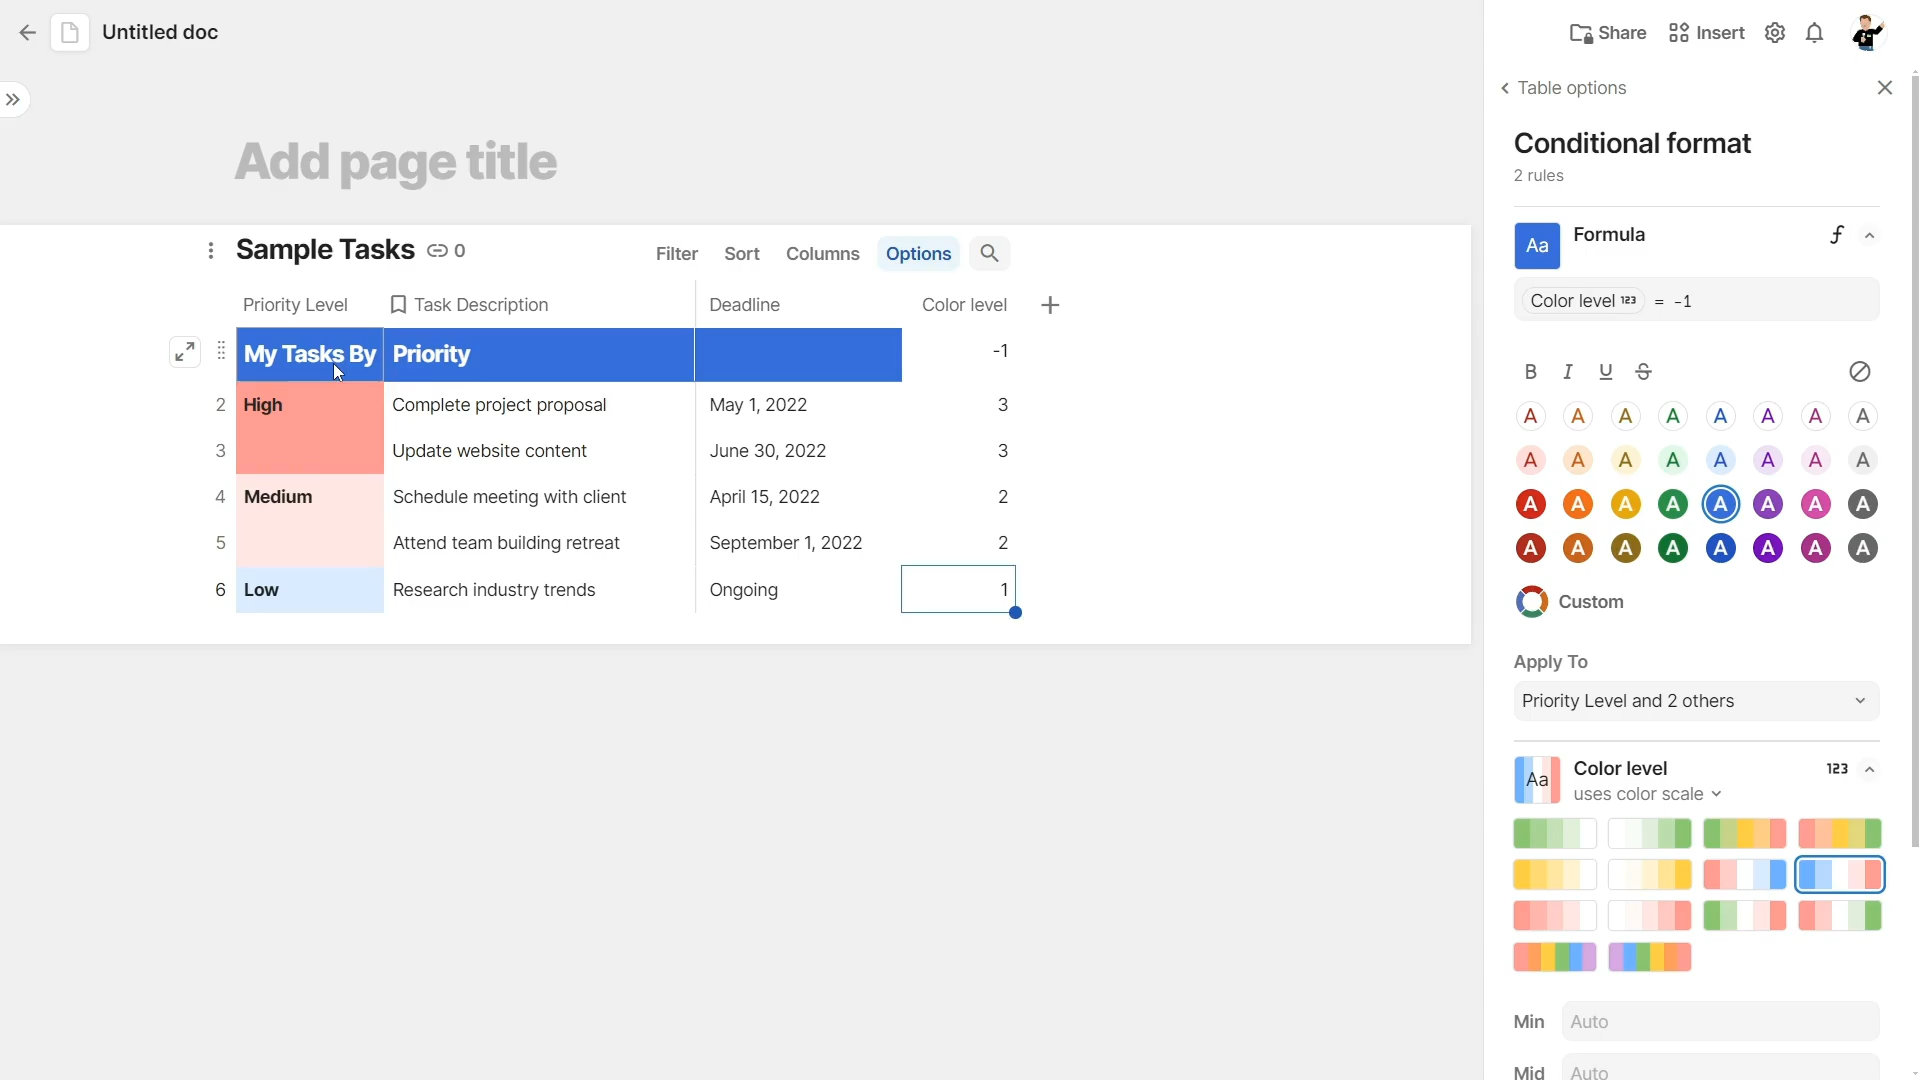 Untitled doc
Share Insert
Table options
Add page title
Conditional format
2 rules
Sample Tasks 0
Filter Sort Columns Options
Priority Level Task Description Deadline Color level
My Tasks By Priority -1
2 High Complete project proposal May 1, 2022 3
3 Update website content June 30, 2022 3
4 Medium Schedule meeting with client April 15, 2022 2
5 Attend team building retreat September 1, 2022 2
6 Low Research industry trends Ongoing 1
Aa Formula
Color level 123 = -1
B I U S
A A A A A A A A
A A A A A A A A
A A A A A A A A
A A A A A A A A
Custom
Apply To
Priority Level and 2 others
Aa Color level 123
uses color scale
Min Auto
Mid Auto